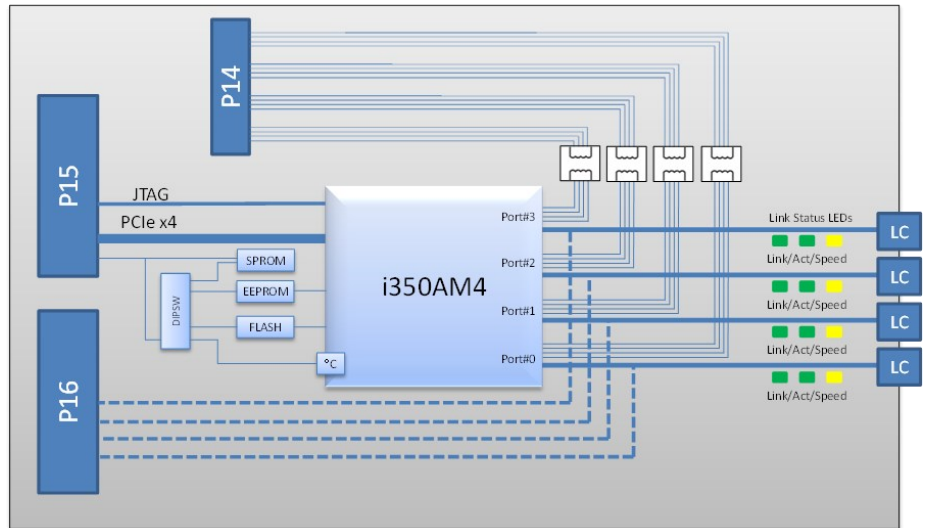 P14
P15
JTAG
PCIe x4
SPROM
EEPROM
FLASH
DIPSW
°C
i350AM4
Port#3
Port#2
Port#1
Port#0
P16
Link Status LEDs
LC
Link/Act/Speed
LC
Link/Act/Speed
LC
Link/Act/Speed
LC
Link/Act/Speed